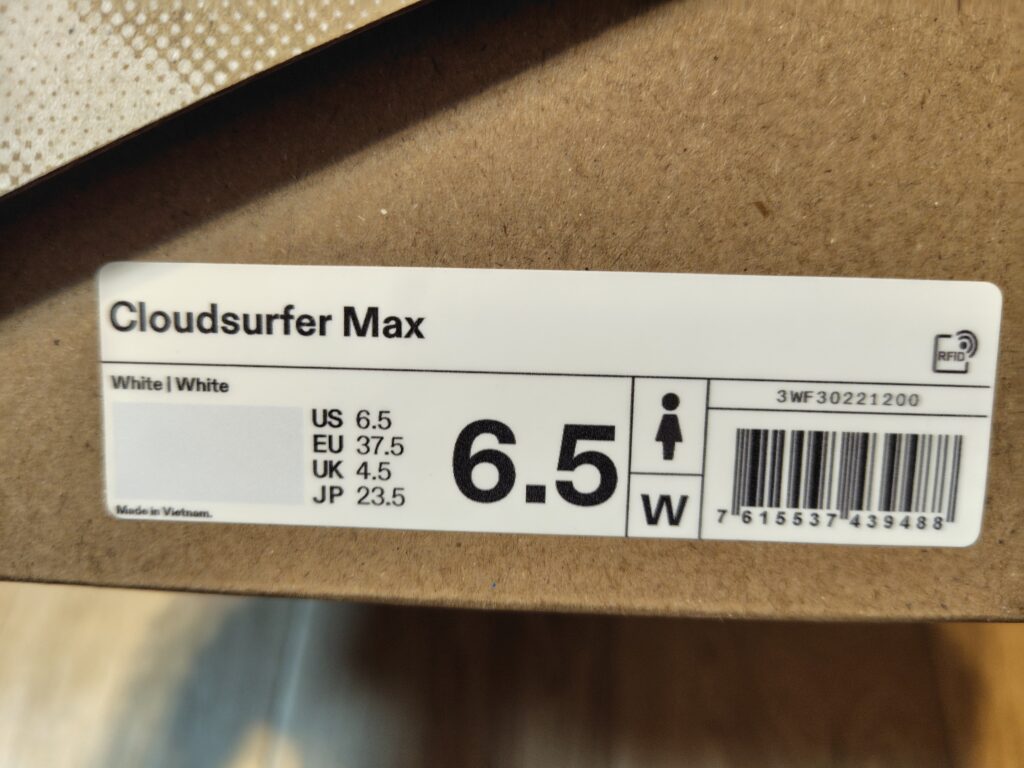 Cloudsurfer Max
RFID
White | White
US 6.5
EU 37.5
UK 4.5
JP 23.5
Made in Vietnam.
6.5
W
3WF30221200
7 615537 439488